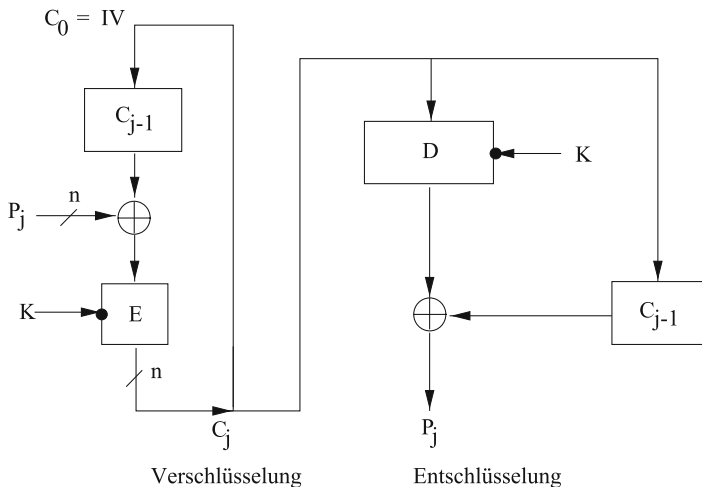 C0 = IV
Cj-1
D
K
n
Pj
K
E
Cj-1
n
Cj
Pj
Verschlüsselung
Entschlüsselung